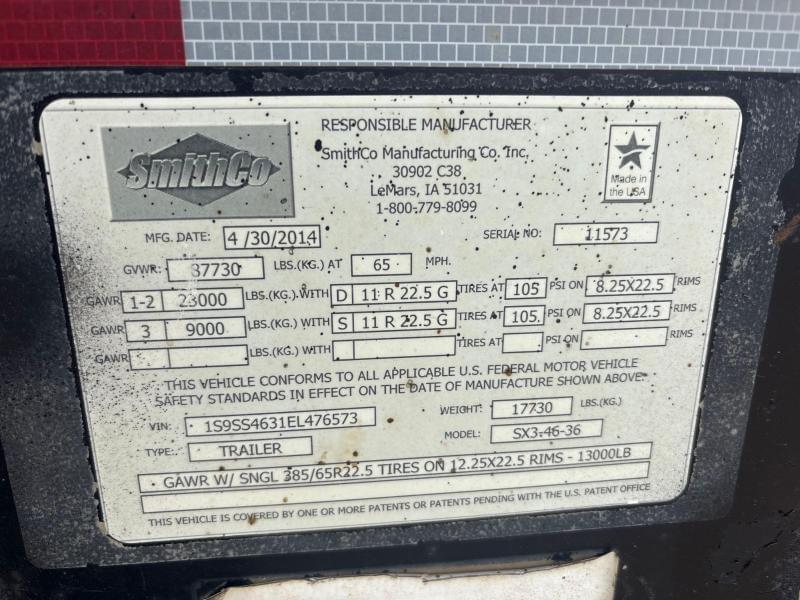 SmithCo
RESPONSIBLE MANUFACTURER
SmithCo Manufacturing Co. Inc.
30902 C38
LeMars, IA 51031
1-800-779-8099
Made in
the USA
MFG. DATE: 4 /30/2014 SERIAL NO: 11573
GVWR: 87730 LBS.(KG.) AT 65 MPH.
GAWR 1-2 23000 LBS.(KG.) WITH D 11 R 22.5 G TIRES AT 105 PSI ON 8.25X22.5 RIMS
GAWR 3 9000 LBS.(KG.) WITH S 11 R 22.5 G TIRES AT 105 PSI ON 8.25X22.5 RIMS
GAWR LBS.(KG.) WITH TIRES AT PSI ON RIMS
THIS VEHICLE CONFORMS TO ALL APPLICABLE U.S. FEDERAL MOTOR VEHICLE
SAFETY STANDARDS IN EFFECT ON THE DATE OF MANUFACTURE SHOWN ABOVE.
VIN: 1S9SS4631EL476573 WEIGHT: 17730 LBS.(KG.)
TYPE: TRAILER MODEL: SX3-46-36
GAWR W/ SNGL 385/65R22.5 TIRES ON 12.25X22.5 RIMS - 13000LB
THIS VEHICLE IS COVERED BY ONE OR MORE PATENTS OR PATENTS PENDING WITH THE U.S. PATENT OFFICE